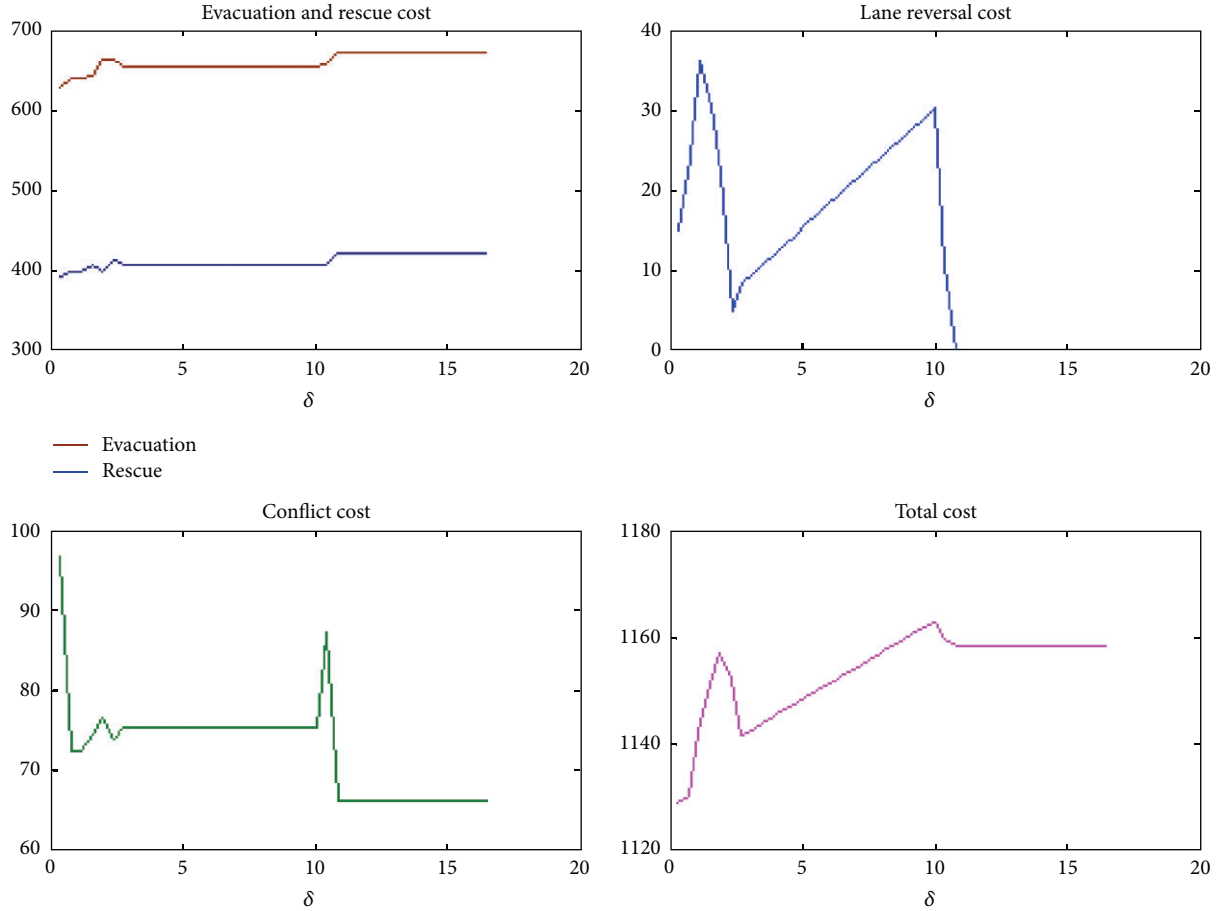 Evacuation and rescue cost
700
600
500
400
300
0 5 10 15 20
δ
Evacuation
Rescue
Lane reversal cost
40
30
20
10
0
0 5 10 15 20
δ
Conflict cost
100
90
80
70
60
0 5 10 15 20
δ
Total cost
1180
1160
1140
1120
0 5 10 15 20
δ